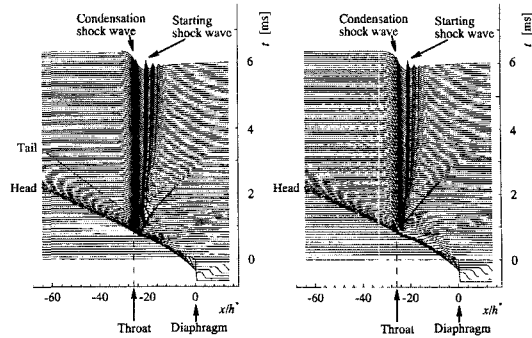 Condensation
shock wave
Starting
shock wave
t [ms]
6
4
Tail
Head
2
0
-60 -40 -20 0
x/h*
Throat Diaphragm
Condensation
shock wave
Starting
shock wave
t [ms]
6
4
Head
2
0
-60 -40 -20 0
x/h*
Throat Diaphragm